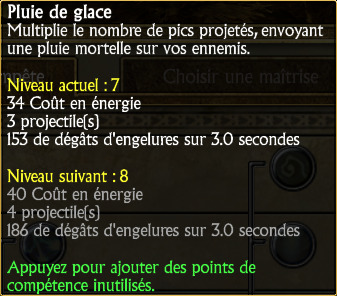 Pluie de glace
Multiplie le nombre de pics projetés, envoyant
une pluie mortelle sur vos ennemis.
Niveau actuel : 7
34 Coût en énergie
3 projectile(s)
153 de dégâts d'engelures sur 3.0 secondes
Choisir une maîtrise
Niveau suivant : 8
40 Coût en énergie
4 projectile(s)
186 de dégâts d'engelures sur 3.0 secondes
Appuyez pour ajouter des points de
compétence inutilisés.